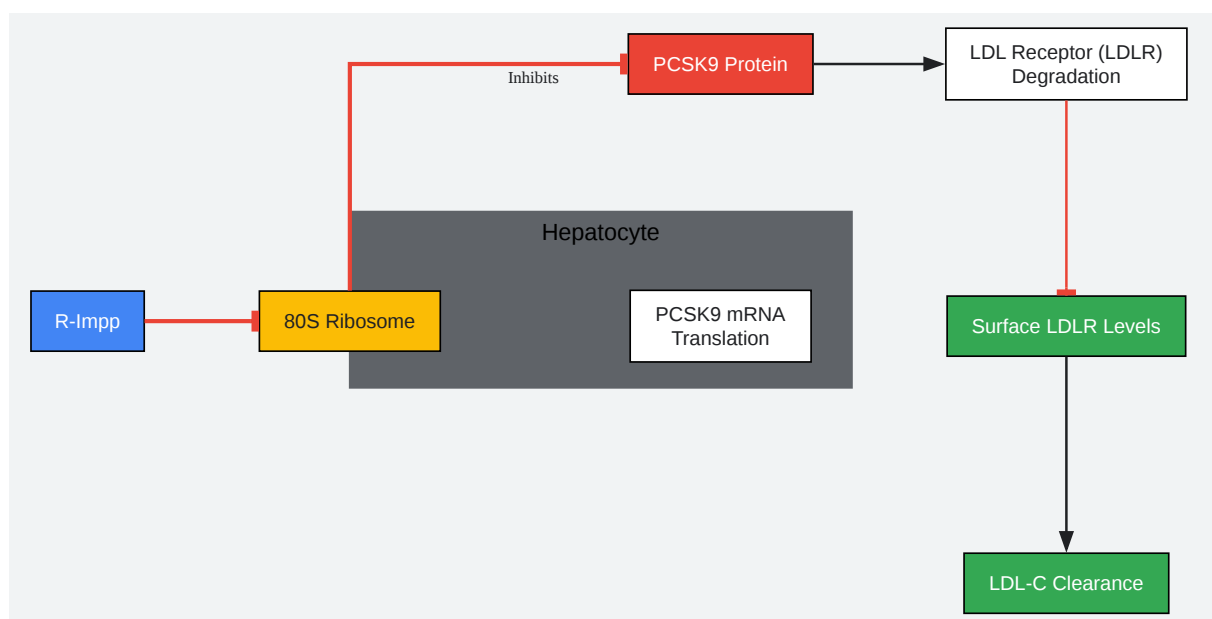 PCSK9 Protein
LDL Receptor (LDLR)
Degradation
Inhibits
Hepatocyte
R-Impp
80S Ribosome
PCSK9 mRNA
Translation
Surface LDLR Levels
LDL-C Clearance